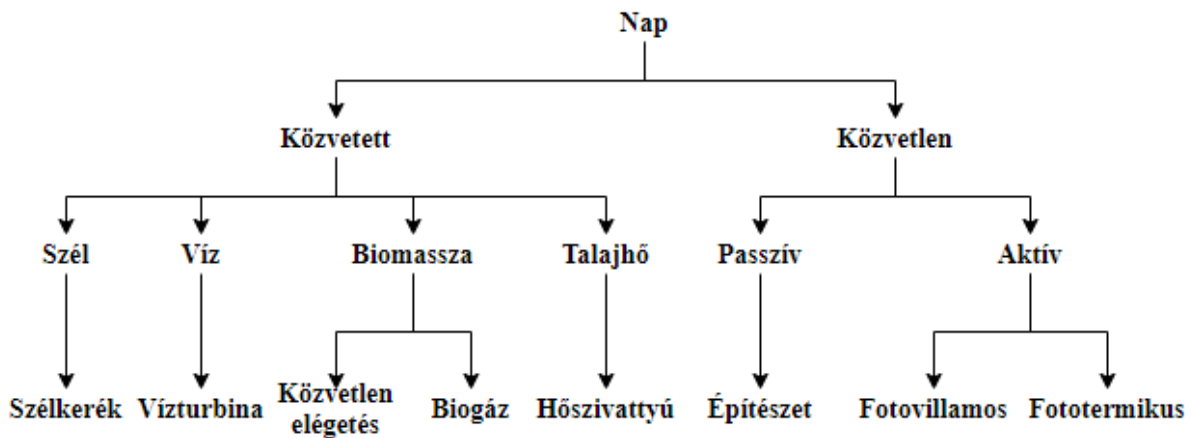 Nap
Közvetett Közvetlen
Szél Víz Biomassza Talajhő Passzív Aktív
Szélkerék Vízturbina Közvetlen elégetés Biogáz Hőszivattyú Építészet Fotovillamos Fototermikus